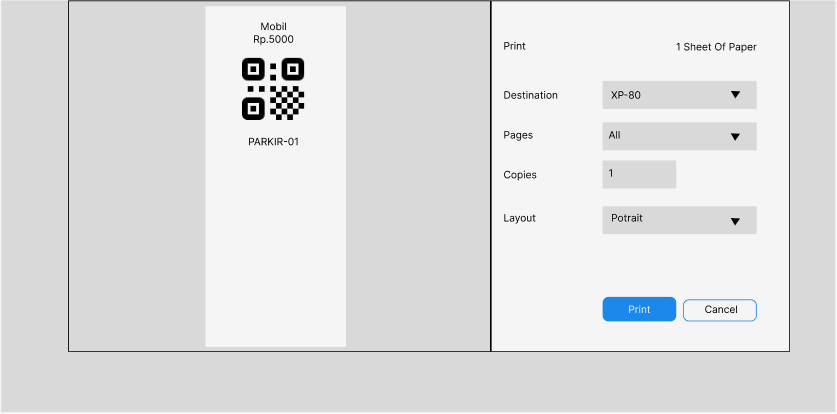 Mobil
Rp.5000
PARKIR-01
Print
1 Sheet Of Paper
Destination
XP-80
Pages
All
Copies
1
Layout
Potrait
Print
Cancel